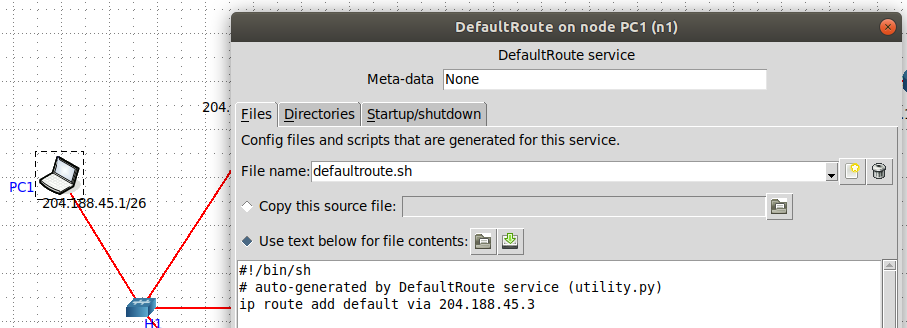 DefaultRoute on node PC1 (n1)
DefaultRoute service
Meta-data None
204.
Files Directories Startup/shutdown
Config files and scripts that are generated for this service.
File name: defaultroute.sh
PC1
204.188.45.1/26
Copy this source file:
Use text below for file contents:
#!/bin/sh
# auto-generated by DefaultRoute service (utility.py)
ip route add default via 204.188.45.3
H1